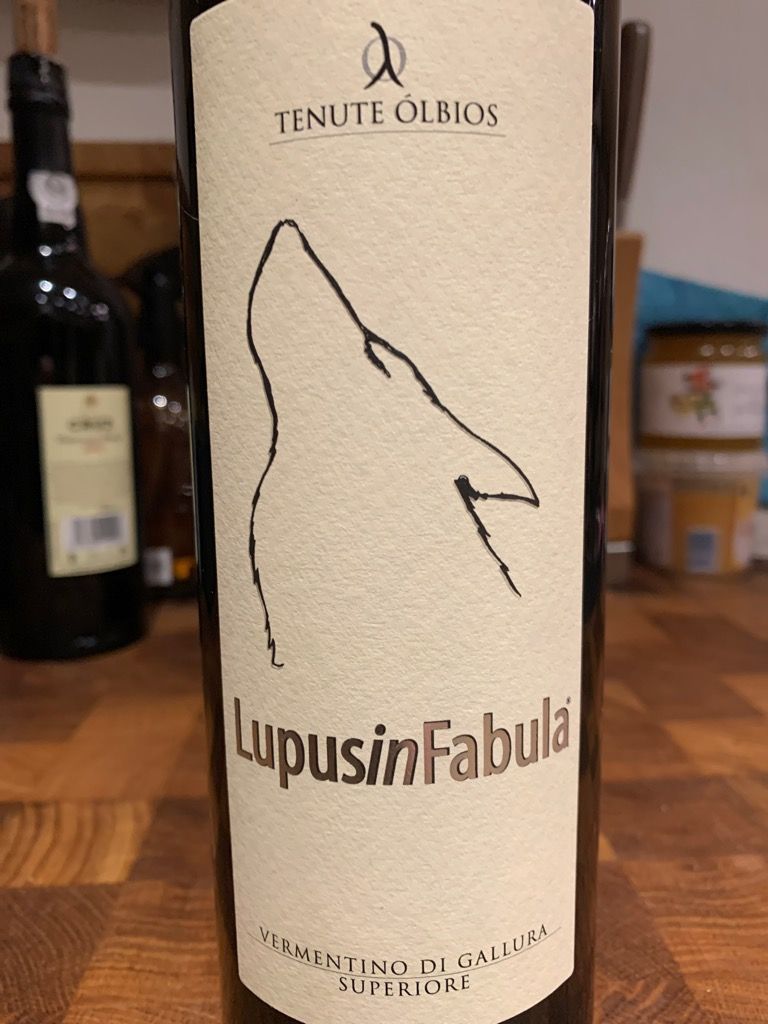 TENUTE ÓLBIOS
LupusinFabula®
VERMENTINO DI GALLURA
SUPERIORE